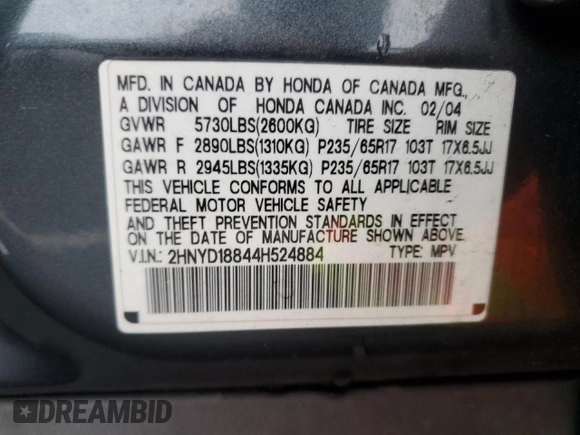 MFD. IN CANADA BY HONDA OF CANADA MFG.,
A DIVISION OF HONDA CANADA INC. 02/04
GVWR 5730LBS(2600KG) TIRE SIZE RIM SIZE
GAWR F 2890LBS(1310KG) P235/65R17 103T 17X6.5JJ
GAWR R 2945LBS(1335KG) P235/65R17 103T 17X6.5JJ
THIS VEHICLE CONFORMS TO ALL APPLICABLE
FEDERAL MOTOR VEHICLE SAFETY
AND THEFT PREVENTION STANDARDS IN EFFECT
ON THE DATE OF MANUFACTURE SHOWN ABOVE.
V.I.N.: 2HNYD18844H524884 TYPE: MPV
DREAMBID